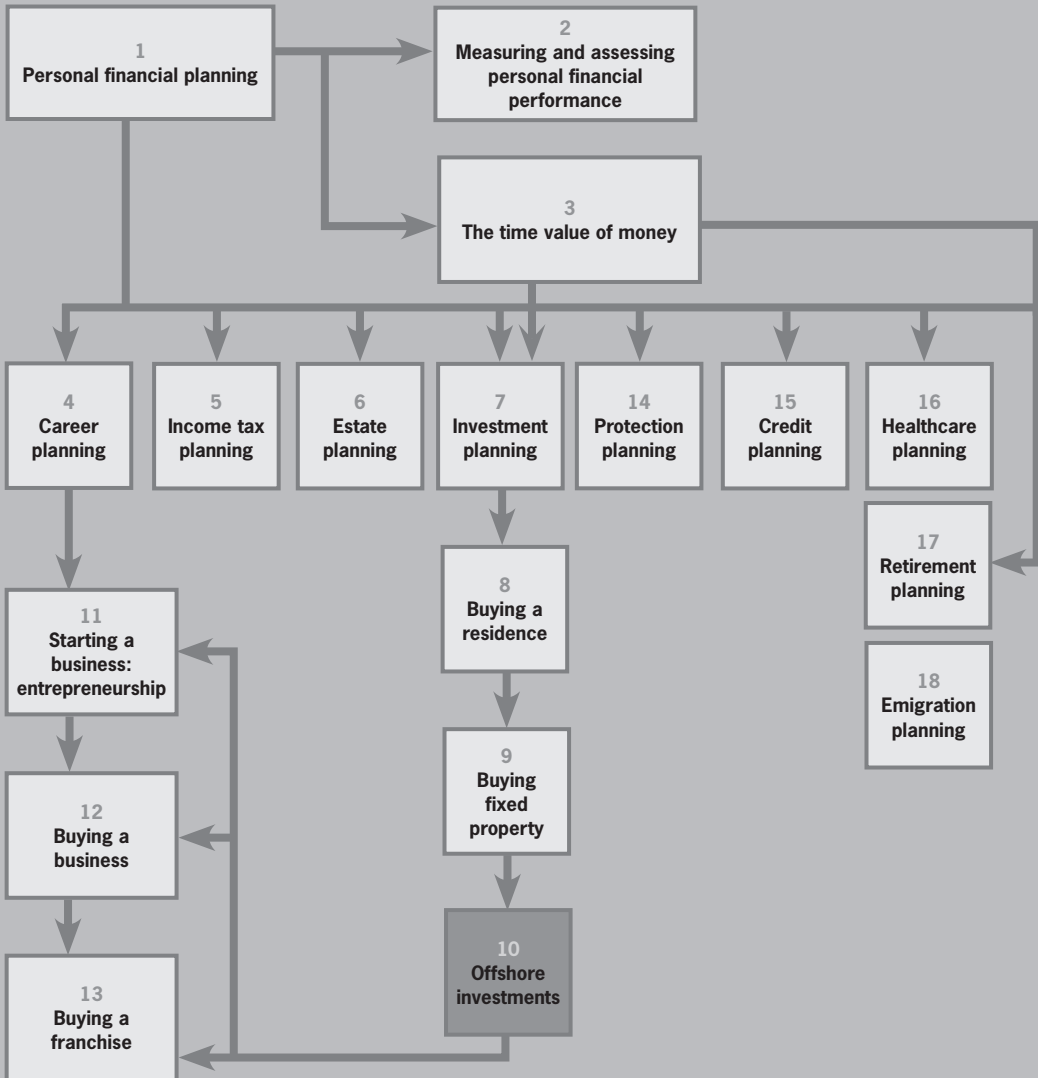 1
Personal financial planning
2
Measuring and assessing
personal financial
performance
3
The time value of money
4
Career
planning
5
Income tax
planning
6
Estate
planning
7
Investment
planning
14
Protection
planning
15
Credit
planning
16
Healthcare
planning
17
Retirement
planning
8
Buying a
residence
11
Starting a
business:
entrepreneurship
18
Emigration
planning
9
Buying
fixed
property
12
Buying a
business
10
Offshore
investments
13
Buying a
franchise